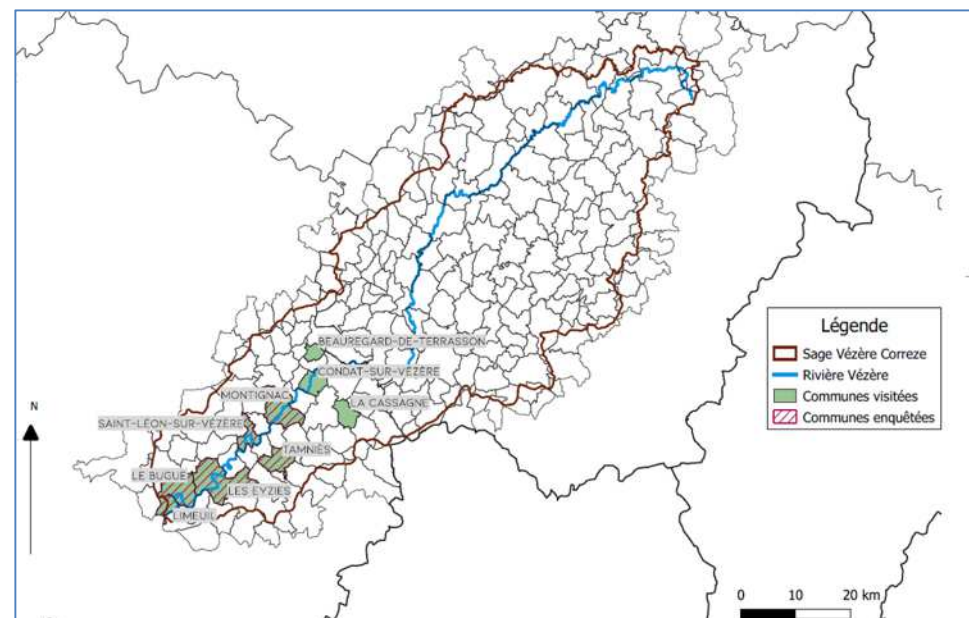 BEAUREGARD-DE-TERRASSON
CONDAT-SUR-VÉZÈRE
MONTIGNAC
LA CASSAGNE
SAINT-LÉON-SUR-VÉZÈRE
TAMNIÈS
LE BUGUE
LES EYZIES
LIMEUIL
N
Légende
Sage Vézère Correze
Rivière Vézère
Communes visitées
Communes enquêtées
0 10 20 km